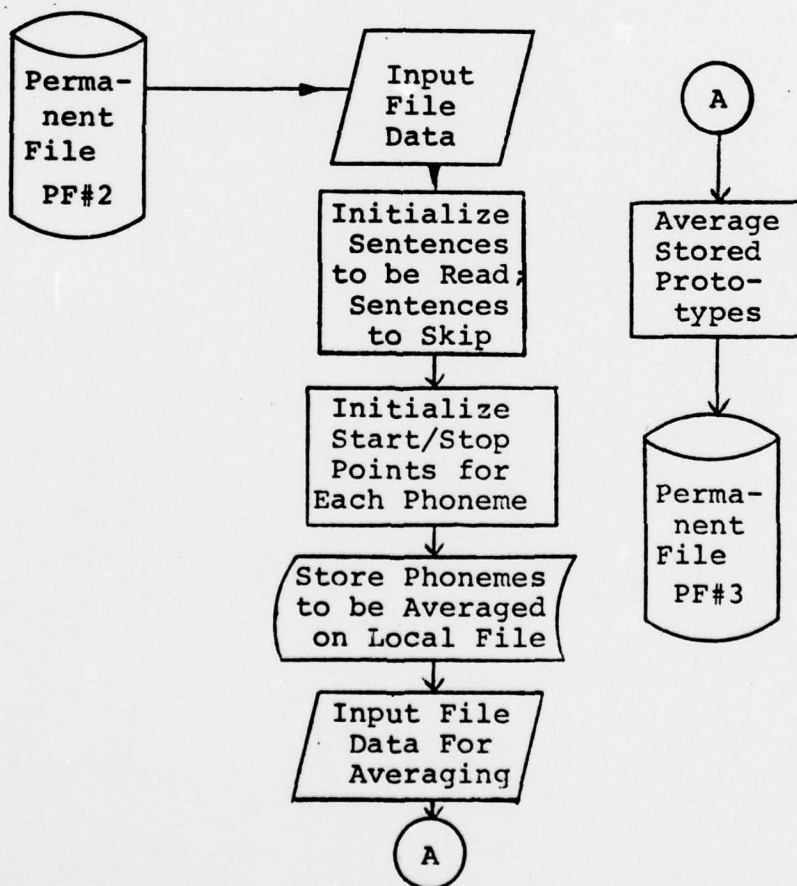 Perma-
nent
File
PF#2
Input
File
Data
Initialize
Sentences
to be Read;
Sentences
to Skip
Initialize
Start/Stop
Points for
Each Phoneme
Store Phonemes
to be Averaged
on Local File
Input File
Data For
Averaging
A
A
Average
Stored
Proto-
types
Perma-
nent
File
PF#3